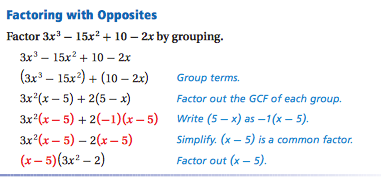 Factoring with Opposites
Factor 3x³ – 15x² + 10 – 2x by grouping.
3x³ – 15x² + 10 – 2x
(3x³ – 15x²) + (10 – 2x) Group terms.
3x²(x – 5) + 2(5 – x) Factor out the GCF of each group.
3x²(x – 5) + 2(–1)(x – 5) Write (5 – x) as –1(x – 5).
3x²(x – 5) – 2(x – 5) Simplify. (x – 5) is a common factor.
(x – 5)(3x² – 2) Factor out (x – 5).